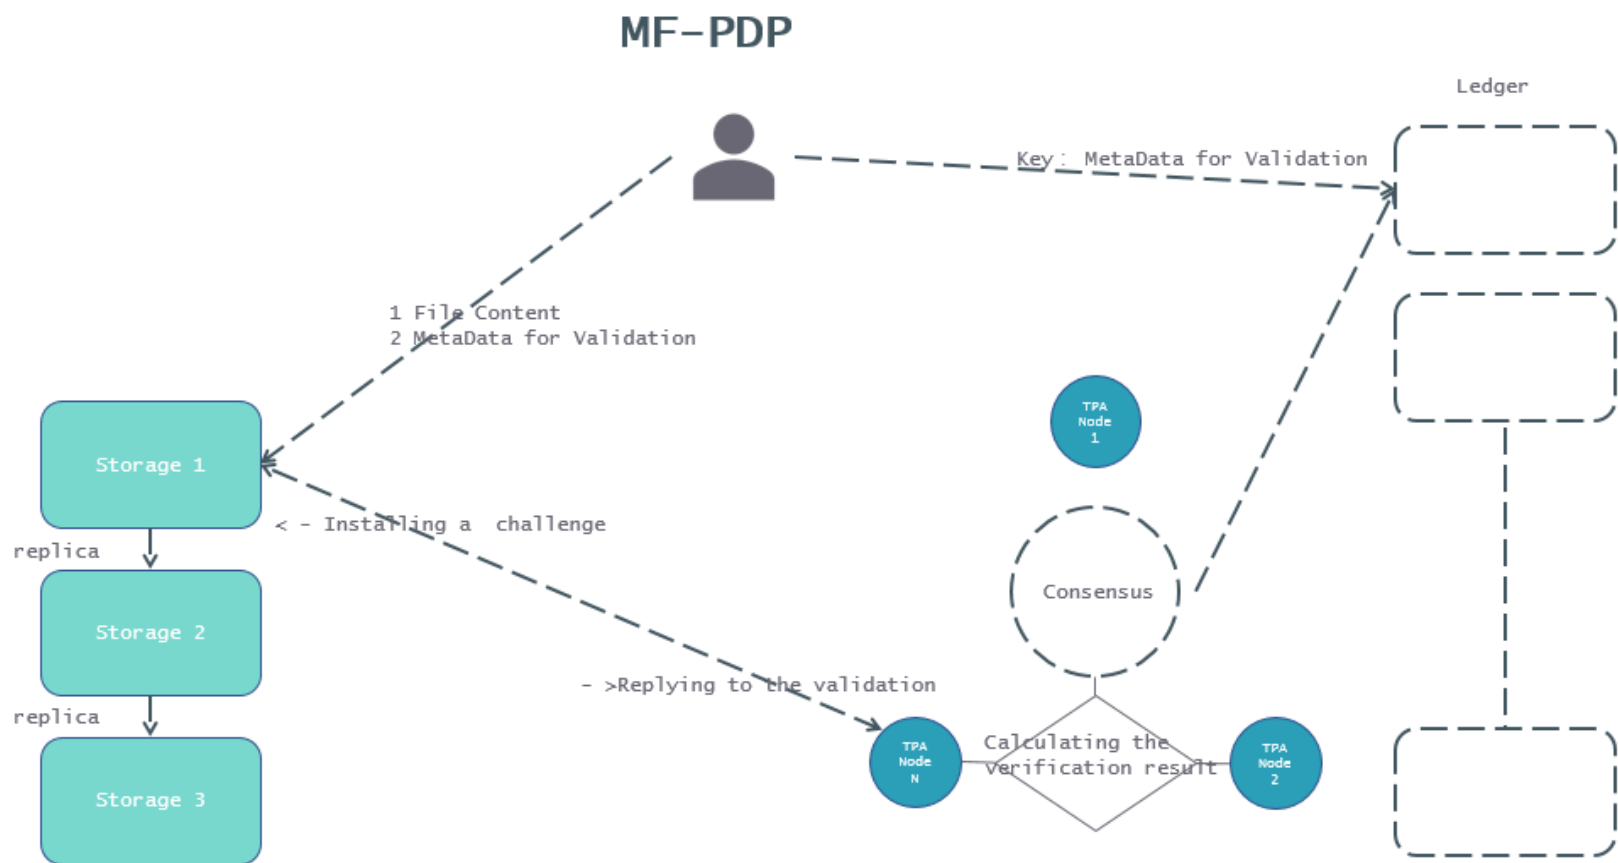 MF-PDP
Ledger
Key: MetaData for Validation
1 File Content
2 MetaData for Validation
TPA
Node
1
Storage 1
< - Installing a  challenge
replica
Consensus
Storage 2
- >Replying to the validation
replica
Calculating the
verification result
TPA
Node
N
TPA
Node
2
Storage 3